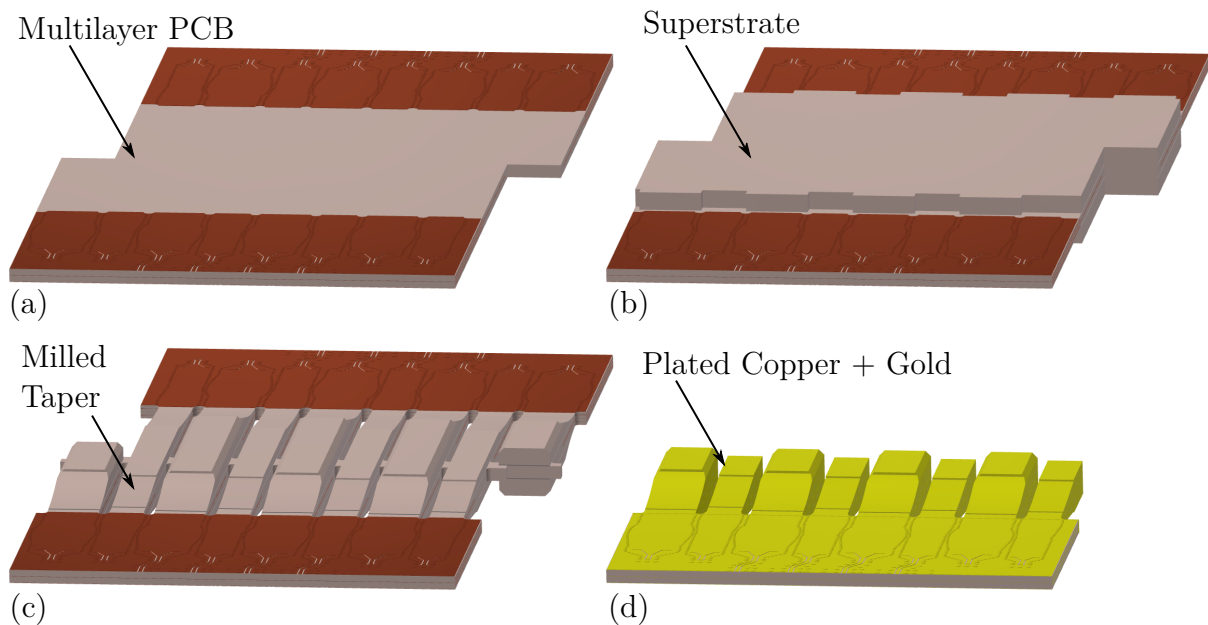 Multilayer PCB
Superstrate
(a)
(b)
Milled
Taper
Plated Copper + Gold
(c)
(d)